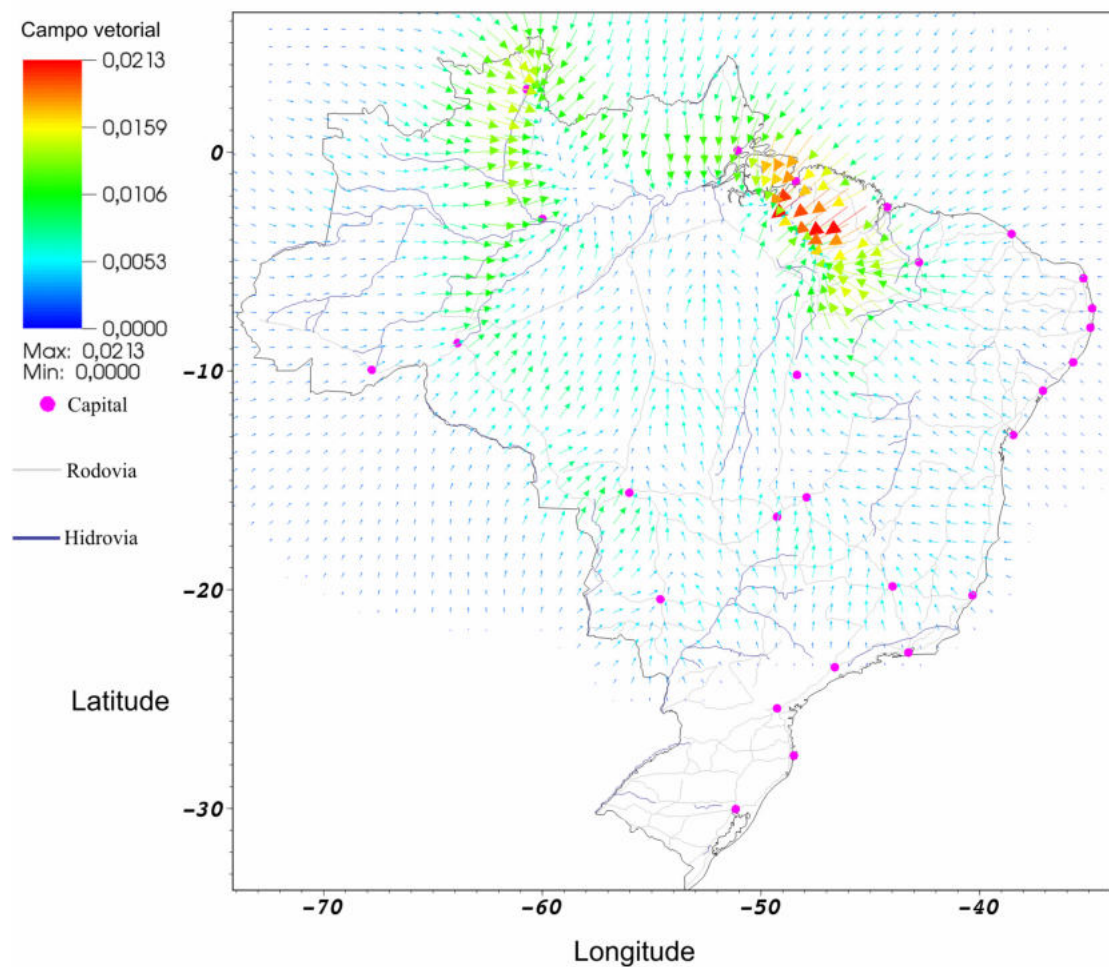 Campo vetorial
0,0213
0,0159
0,0106
0,0053
0,0000
Max: 0,0213
Min: 0,0000
Capital
Rodovia
Hidrovia
Latitude
0
-10
-20
-30
-70 -60 -50 -40
Longitude